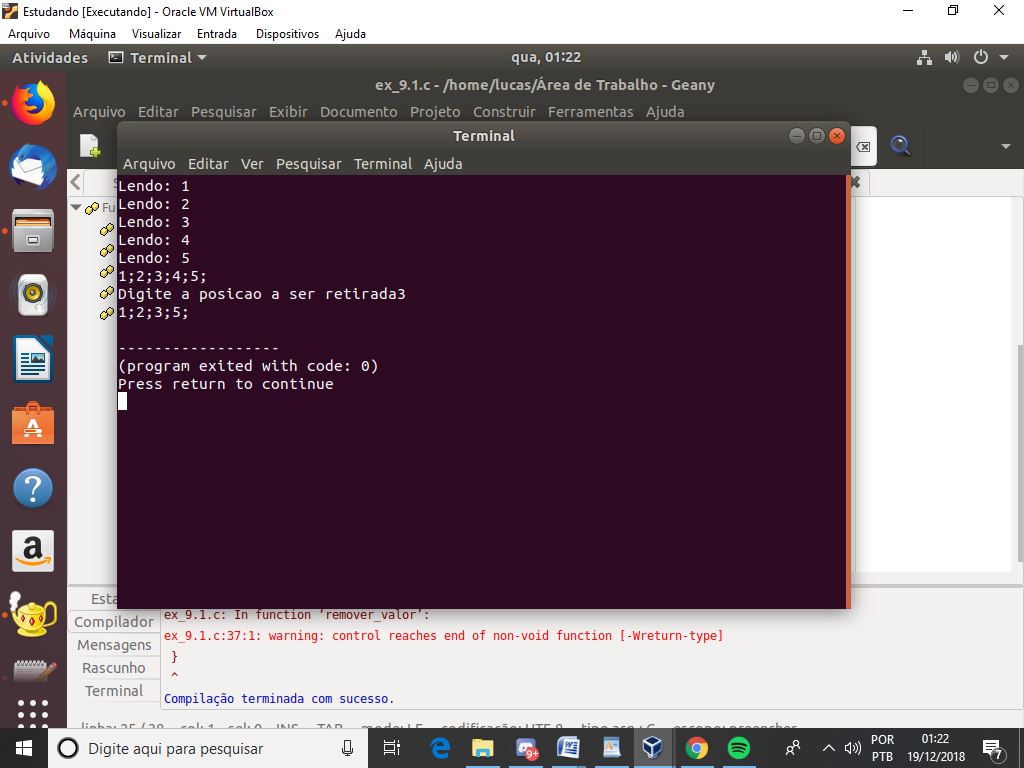 Estudando [Executando] - Oracle VM VirtualBox
Arquivo Máquina Visualizar Entrada Dispositivos Ajuda
Atividades Terminal qua, 01:22
ex_9.1.c - /home/lucas/Área de Trabalho - Geany
Arquivo Editar Pesquisar Exibir Documento Projeto Construir Ferramentas Ajuda
Terminal
Arquivo Editar Ver Pesquisar Terminal Ajuda
Lendo: 1
Lendo: 2
Lendo: 3
Lendo: 4
Lendo: 5
1;2;3;4;5;
Digite a posicao a ser retirada3
1;2;3;5;
------------------
(program exited with code: 0)
Press return to continue
Compilador
Mensagens
Rascunho
Terminal
ex_9.1.c: In function ‘remover_valor’:
ex_9.1.c:37:1: warning: control reaches end of non-void function [-Wreturn-type]
}
^
Compilação terminada com sucesso.
Digite aqui para pesquisar
9+
POR
PTB
01:22
19/12/2018
7